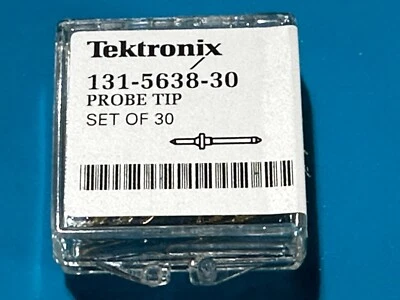 Tektronix
131-5638-30
PROBE TIP
SET OF 30